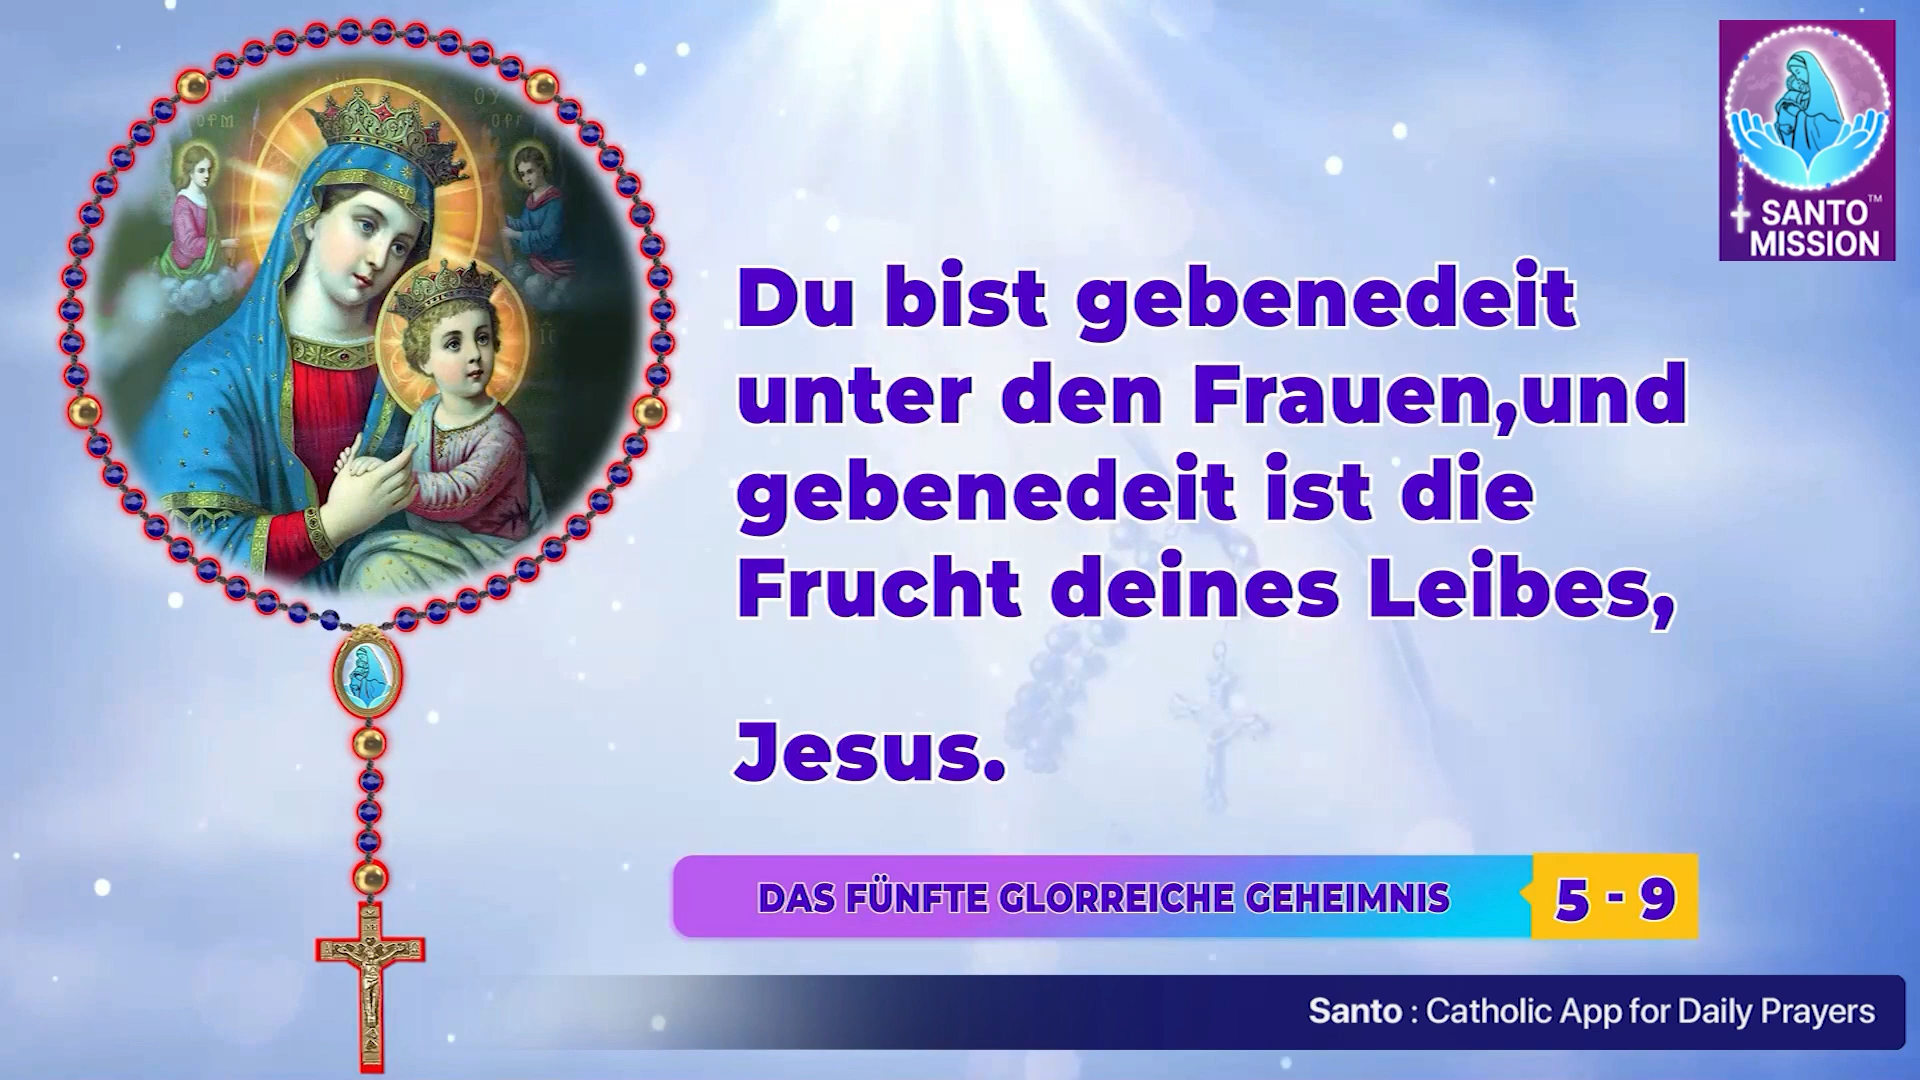 SANTO™
MISSION
Du bist gebenedeit
unter den Frauen,und
gebenedeit ist die
Frucht deines Leibes,
Jesus.
DAS FÜNFTE GLORREICHE GEHEIMNIS
5 - 9
Santo : Catholic App for Daily Prayers